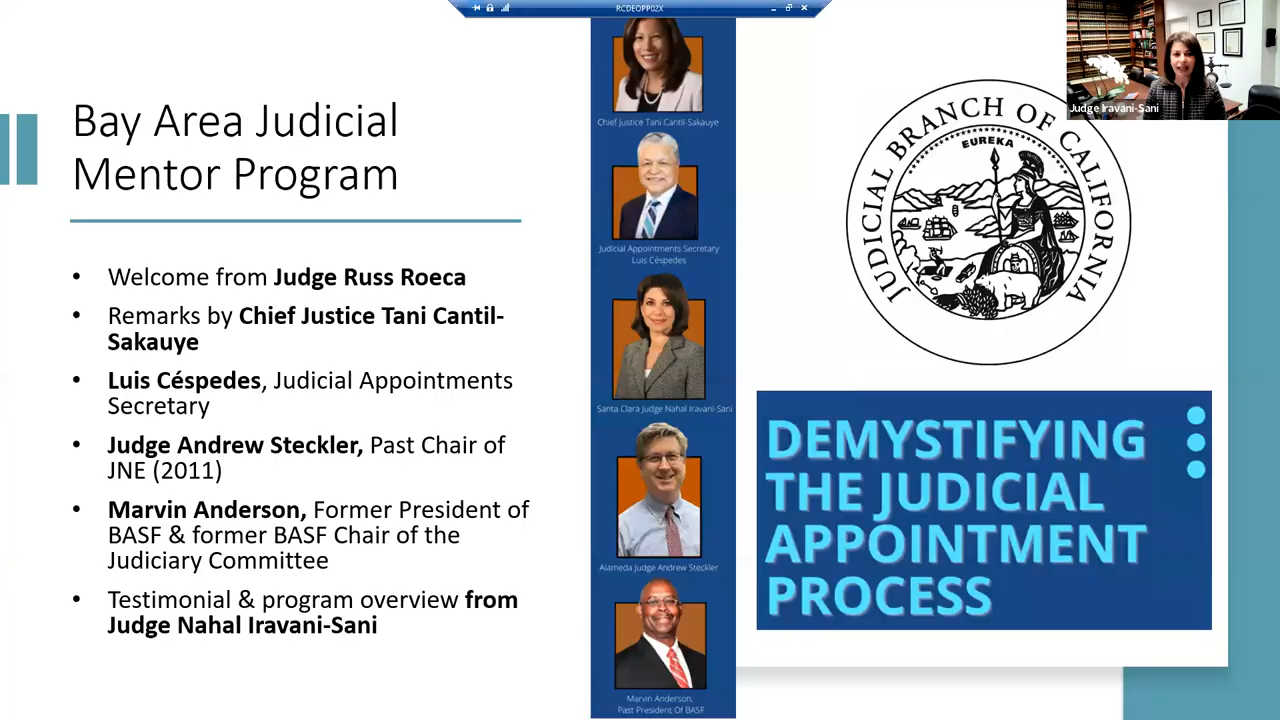 RCDEOPP02X
Judge Iravani-Sani
Bay Area Judicial
Mentor Program
• Welcome from Judge Russ Roeca
• Remarks by Chief Justice Tani Cantil-
Sakauye
• Luis Céspedes, Judicial Appointments
Secretary
• Judge Andrew Steckler, Past Chair of
JNE (2011)
• Marvin Anderson, Former President of
BASF & former BASF Chair of the
Judiciary Committee
• Testimonial & program overview from
Judge Nahal Iravani-Sani
Chief Justice Tani Cantil-Sakauye
Judicial Appointments Secretary
Luis Céspedes
Santa Clara Judge Nahal Iravani-Sani
Alameda Judge Andrew Steckler
Marvin Anderson,
Past President Of BASF
JUDICIAL BRANCH OF CALIFORNIA
EUREKA
DEMYSTIFYING
THE JUDICIAL
APPOINTMENT
PROCESS